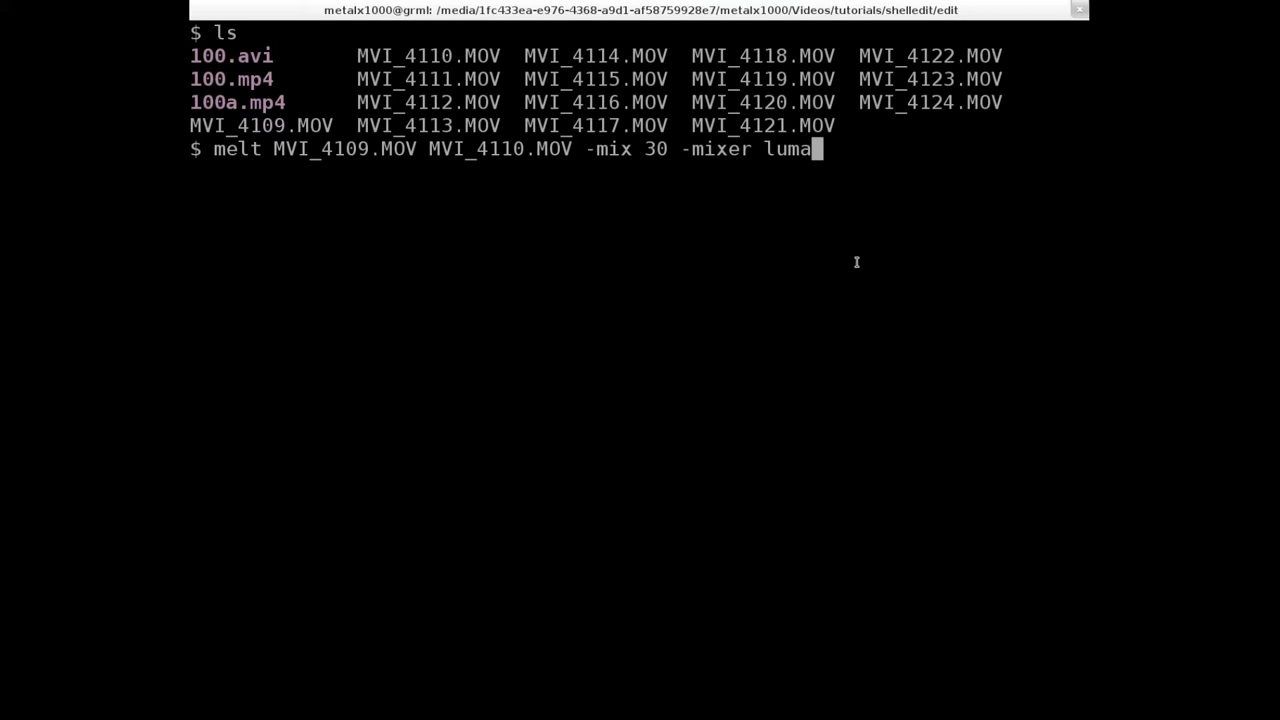 metalx1000@grml: /media/1fc433ea-e976-4368-a9d1-af58759928e7/metalx1000/Videos/tutorials/shelledit/edit
$ ls
100.avi MVI_4110.MOV MVI_4114.MOV MVI_4118.MOV MVI_4122.MOV
100.mp4 MVI_4111.MOV MVI_4115.MOV MVI_4119.MOV MVI_4123.MOV
100a.mp4 MVI_4112.MOV MVI_4116.MOV MVI_4120.MOV MVI_4124.MOV
MVI_4109.MOV MVI_4113.MOV MVI_4117.MOV MVI_4121.MOV
$ melt MVI_4109.MOV MVI_4110.MOV -mix 30 -mixer luma